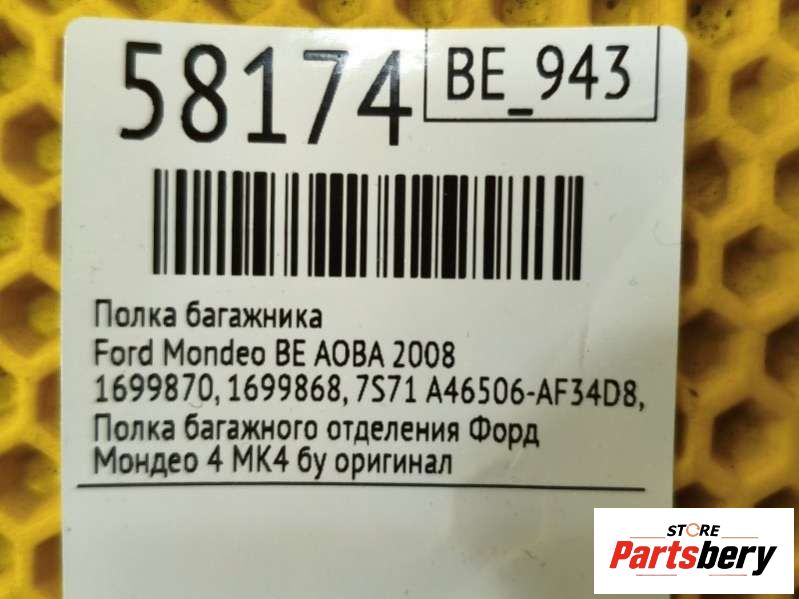 58174
BE_943
Полка багажника
Ford Mondeo BE AOBA 2008
1699870, 1699868, 7S71 A46506-AF34D8,
Полка багажного отделения Форд
Мондео 4 МК4 бу оригинал
STORE
Partsbery